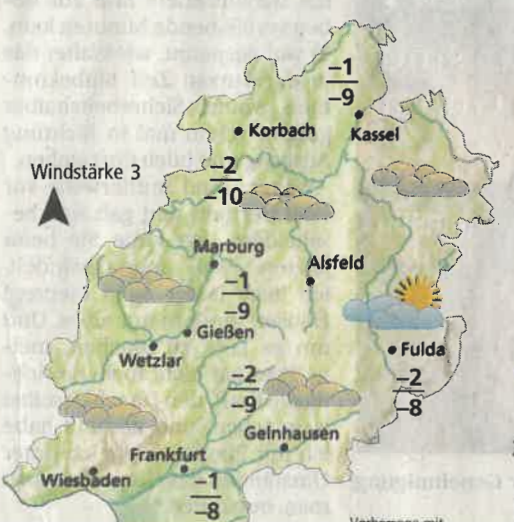 −1
−9
Korbach
Kassel
Windstärke 3
−2
−10
Marburg
Alsfeld
−1
−9
Gießen
Wetzlar
Fulda
−2
−9
−2
−8
Gelnhausen
Frankfurt
Wiesbaden
−1
−8
Genehmigung